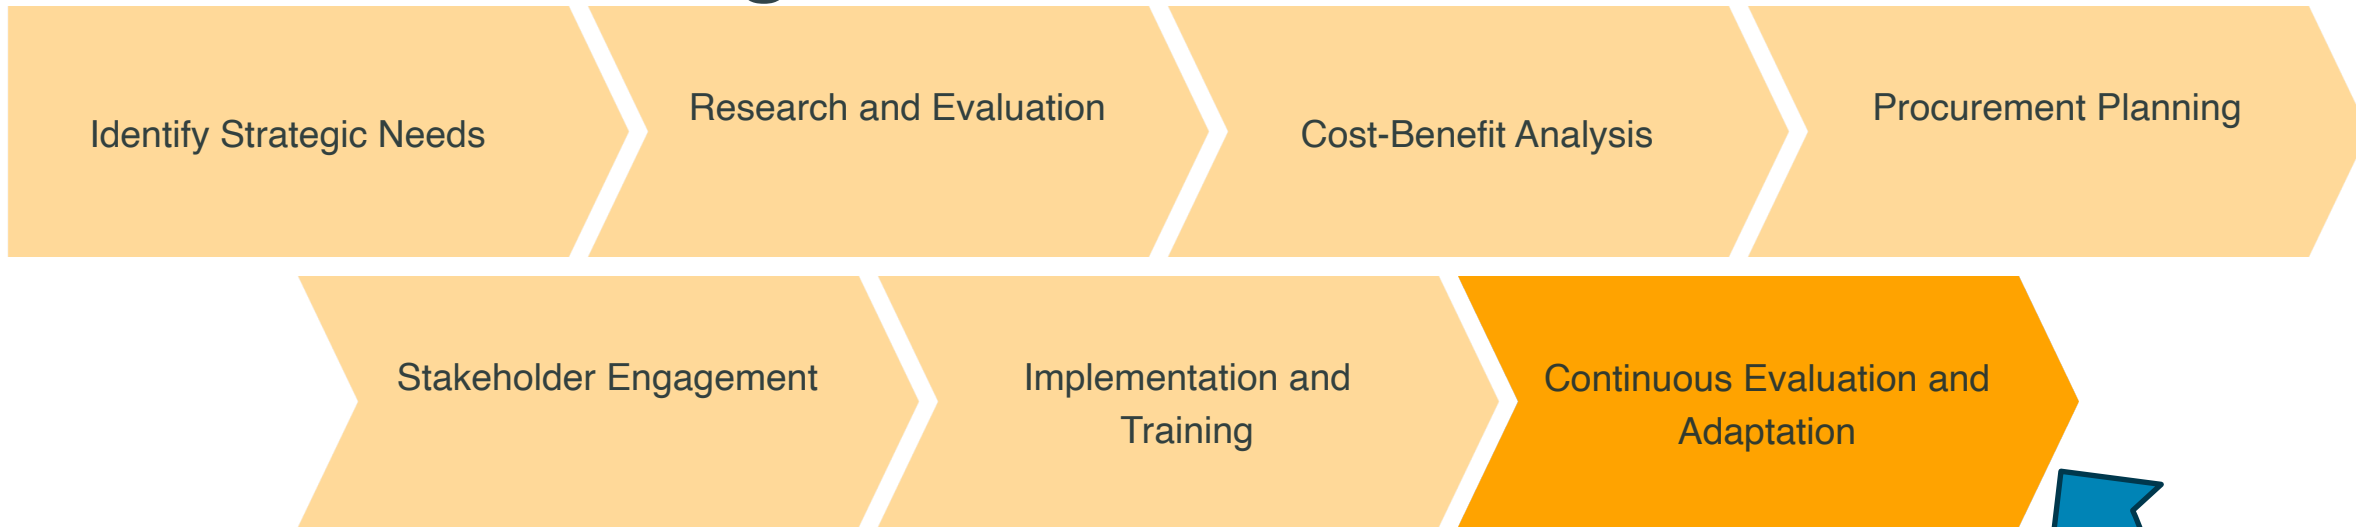 Identify Strategic Needs
Research and Evaluation
Cost-Benefit Analysis
Procurement Planning
Stakeholder Engagement
Implementation and
Training
Continuous Evaluation and
Adaptation